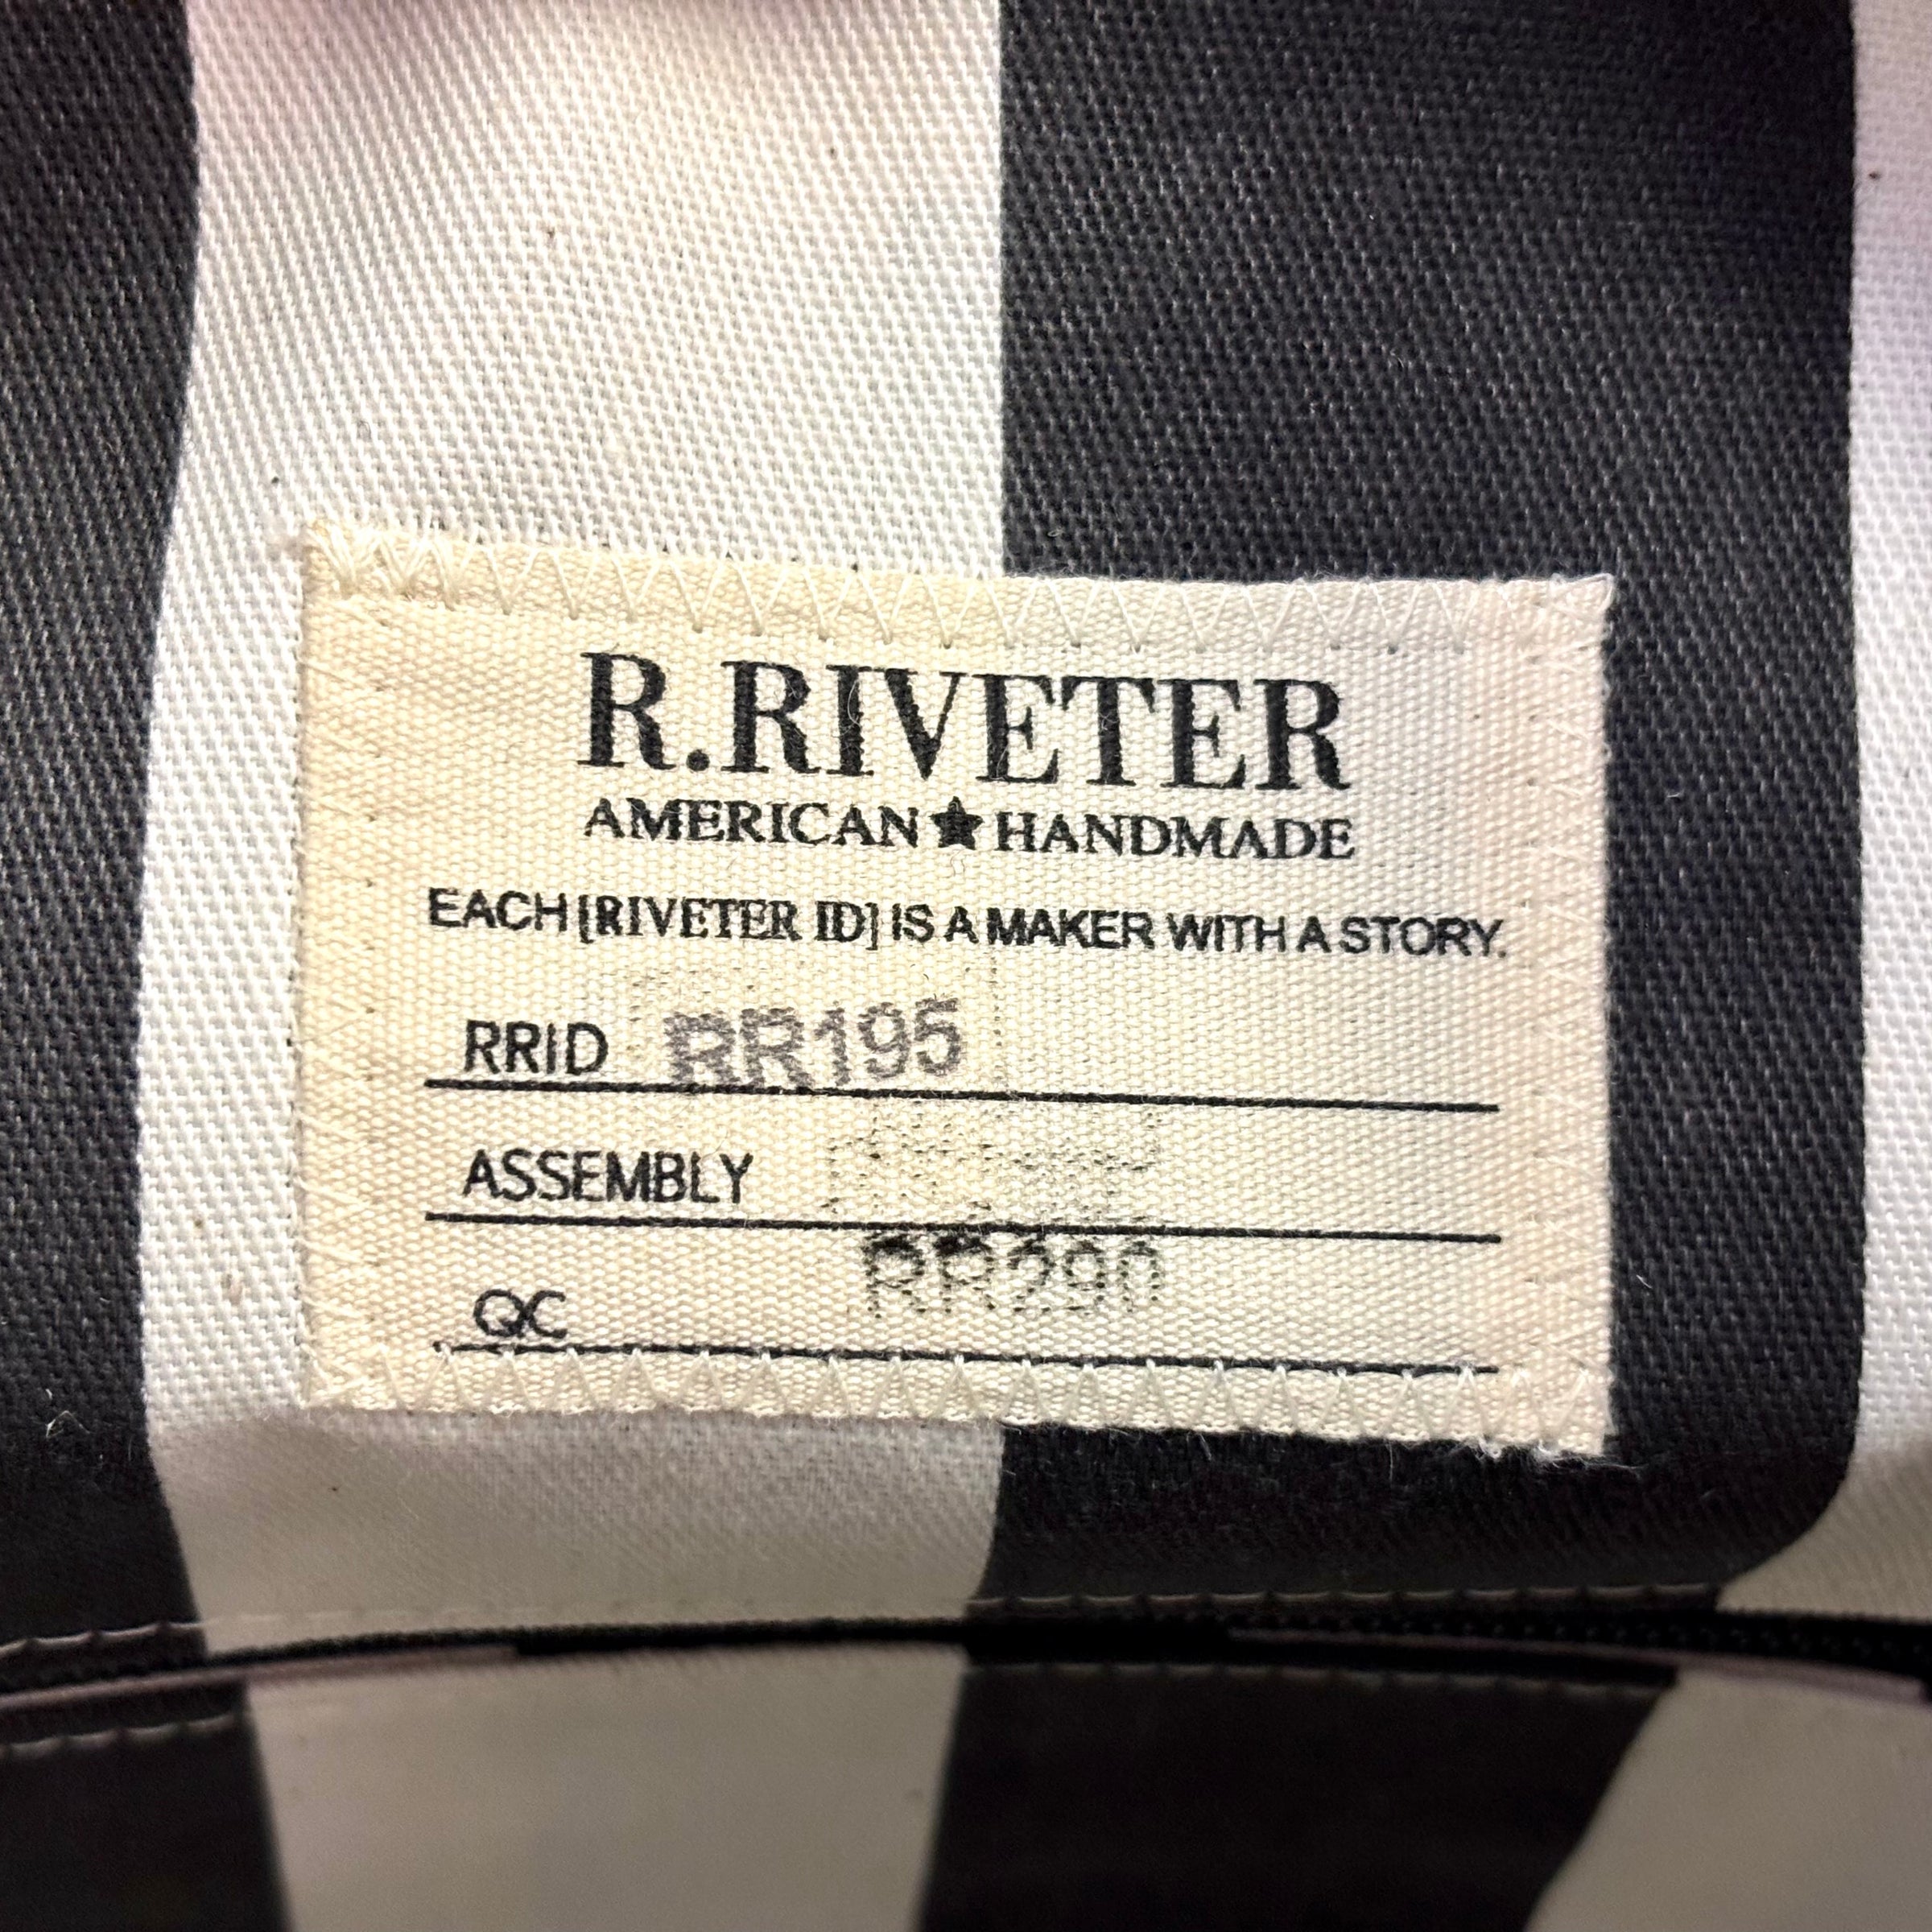 R.RIVETER
AMERICAN★HANDMADE
EACH [RIVETER ID] IS A MAKER WITH A STORY.
RRID RR195
ASSEMBLY
RR290
QC